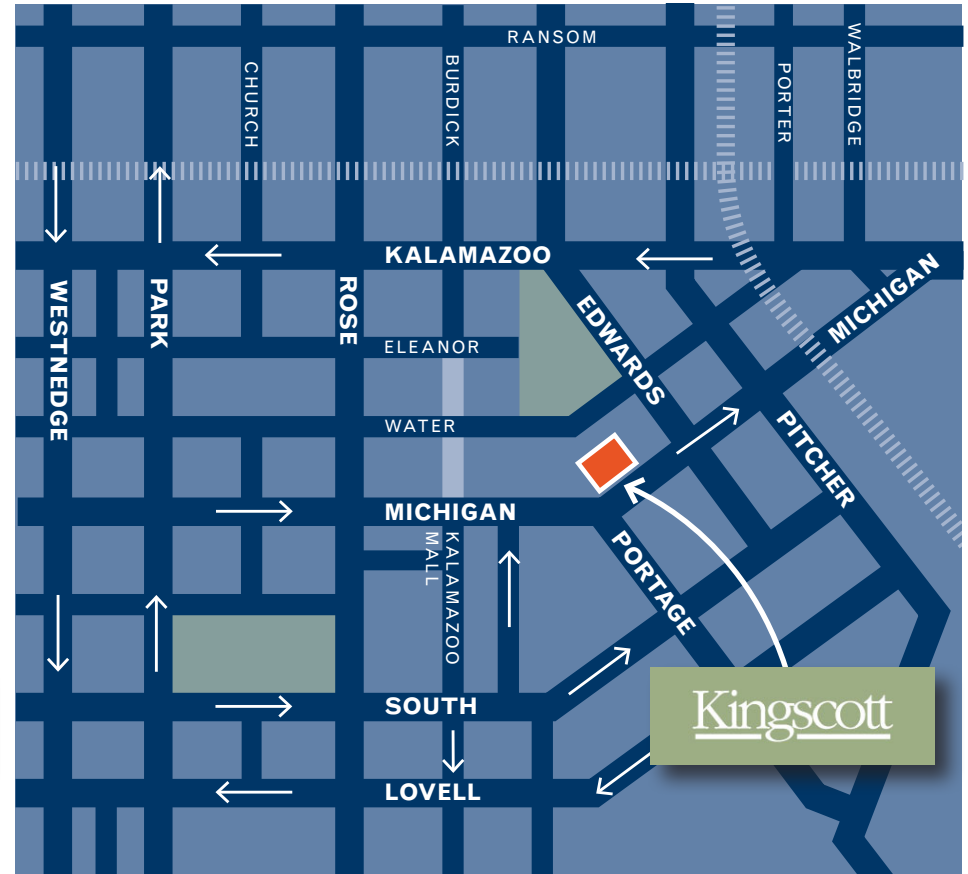 RANSOM
CHURCH
BURDICK
PORTER
WALBRIDGE
KALAMAZOO
WESTNEDGE
PARK
ROSE
EDWARDS
MICHIGAN
ELEANOR
WATER
PITCHER
MICHIGAN
KALAMAZOO
MALL
PORTAGE
SOUTH
Kingscott
LOVELL